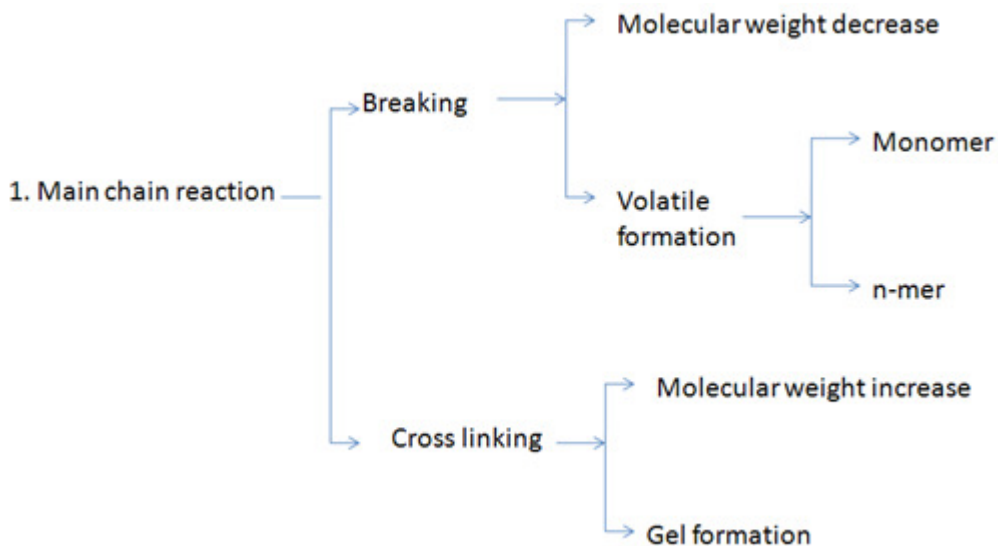 Molecular weight decrease
Breaking
Monomer
1. Main chain reaction
Volatile
formation
n-mer
Molecular weight increase
Cross linking
Gel formation